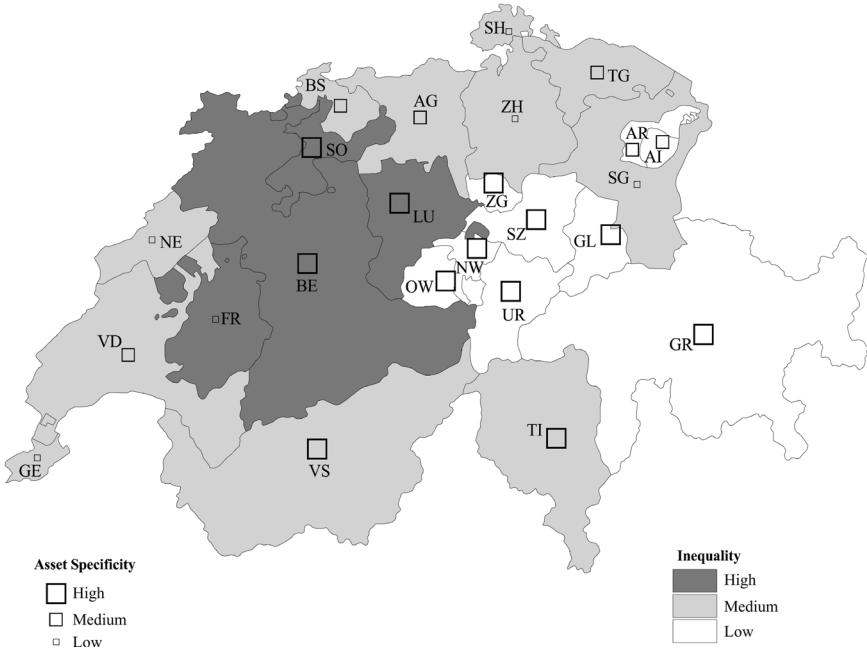 SH
TG
BS
AG
ZH
AR
AI
SO
SG
ZG
LU
SZ
GL
NE
NW
BE
OW
UR
FR
GR
VD
TI
VS
GE
Asset Specificity
High
Medium
Low
Inequality
High
Medium
Low